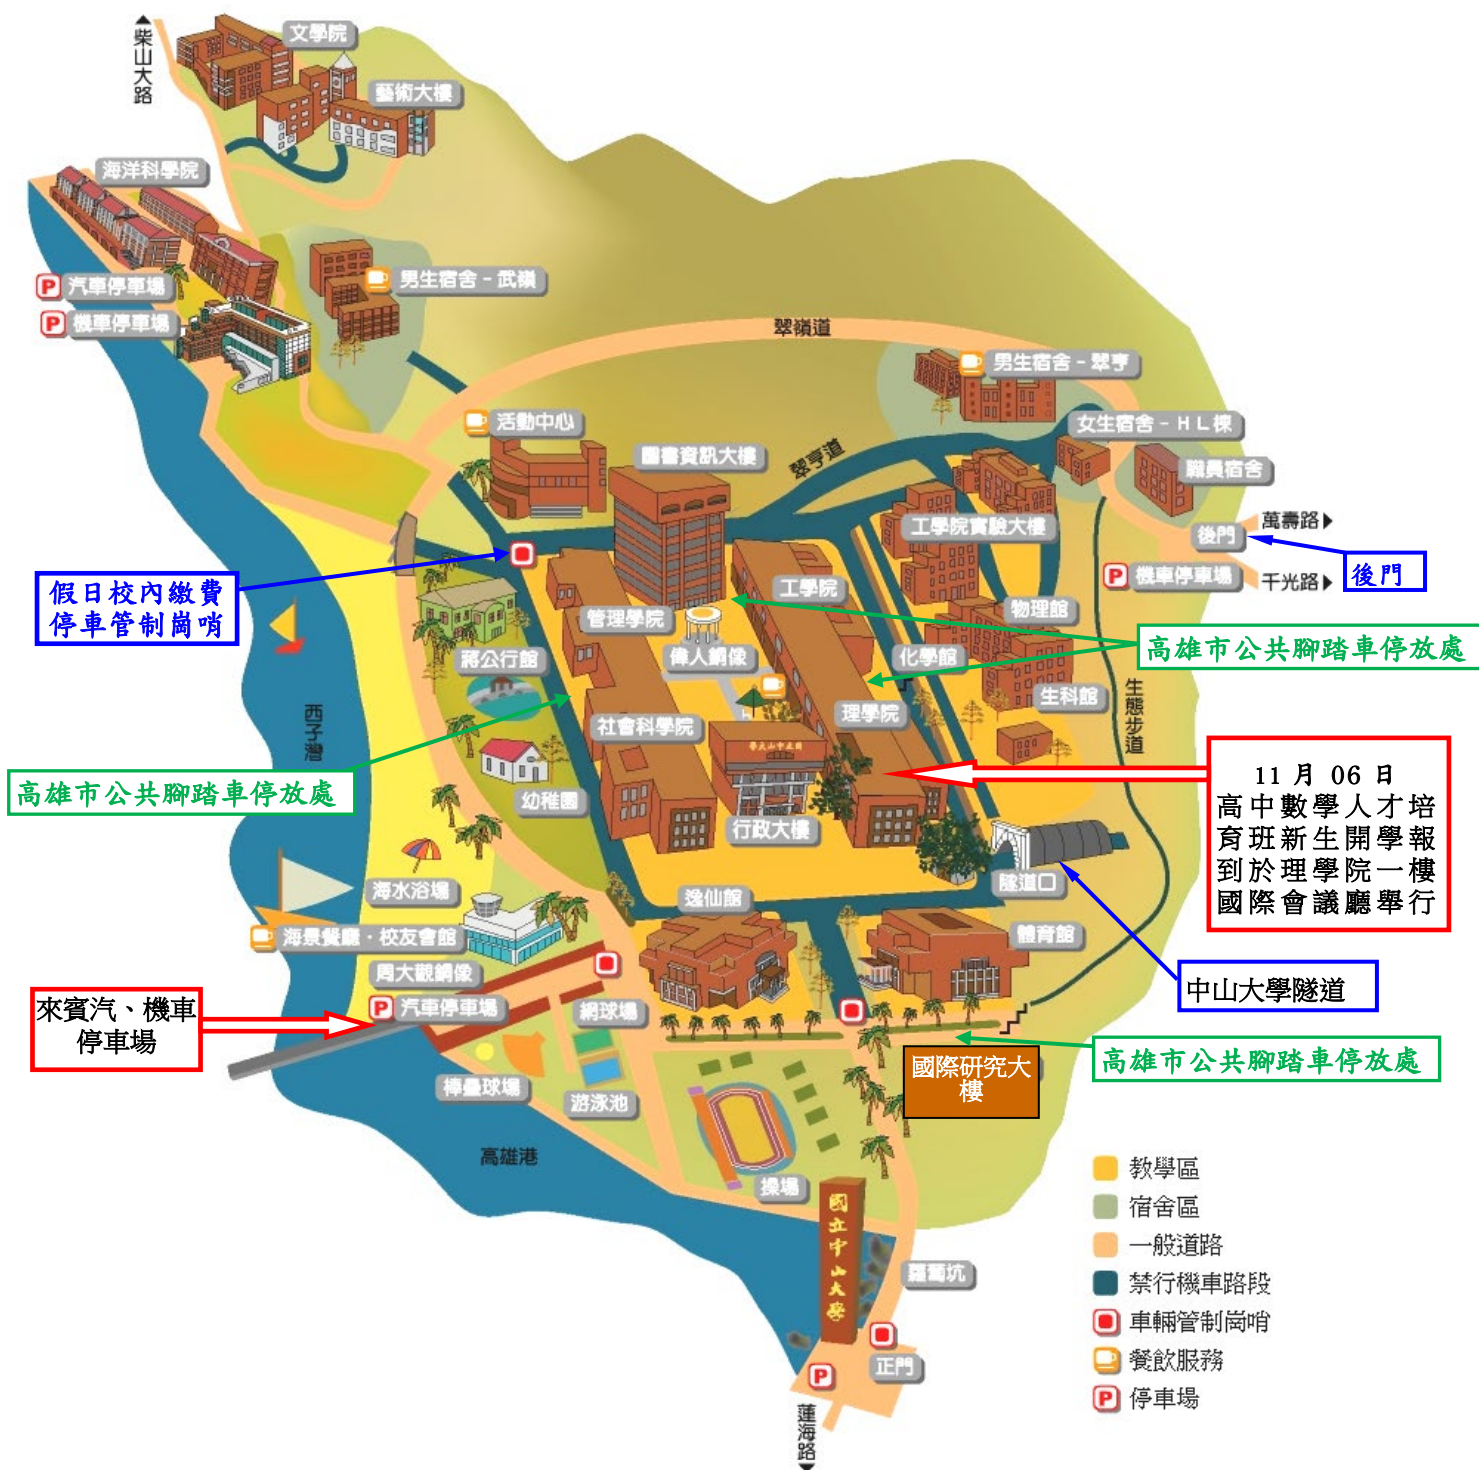 柴山大路
文學院
藝術大樓
海洋科學院
汽車停車場
機車停車場
男生宿舍－武嶺
翠嶺道
男生宿舍－翠亨
活動中心
圖書資訊大樓
翠亨道
女生宿舍－HL棟
職員宿舍
工學院實驗大樓
萬壽路
後門
千光路
機車停車場
後門
假日校內繳費
停車管制崗哨
管理學院
工學院
物理館
偉人銅像
化學館
高雄市公共腳踏車停放處
蔣公行館
生科館
生態步道
西子灣
社會科學院
理學院
國立中山大學
高雄市公共腳踏車停放處
幼稚園
行政大樓
11月 06日
高中數學人才培
育班新生開學報
到於理學院一樓
國際會議廳舉行
海水浴場
逸仙館
隧道口
海景餐廳・校友會館
體育館
周大觀銅像
中山大學隧道
來賓汽、機車
停車場
汽車停車場
網球場
高雄市公共腳踏車停放處
國際研究大
樓
棒壘球場
游泳池
高雄港
操場
國立中山大學
蘿蔔坑
正門
蓮海路
教學區
宿舍區
一般道路
禁行機車路段
車輛管制崗哨
餐飲服務
P 停車場